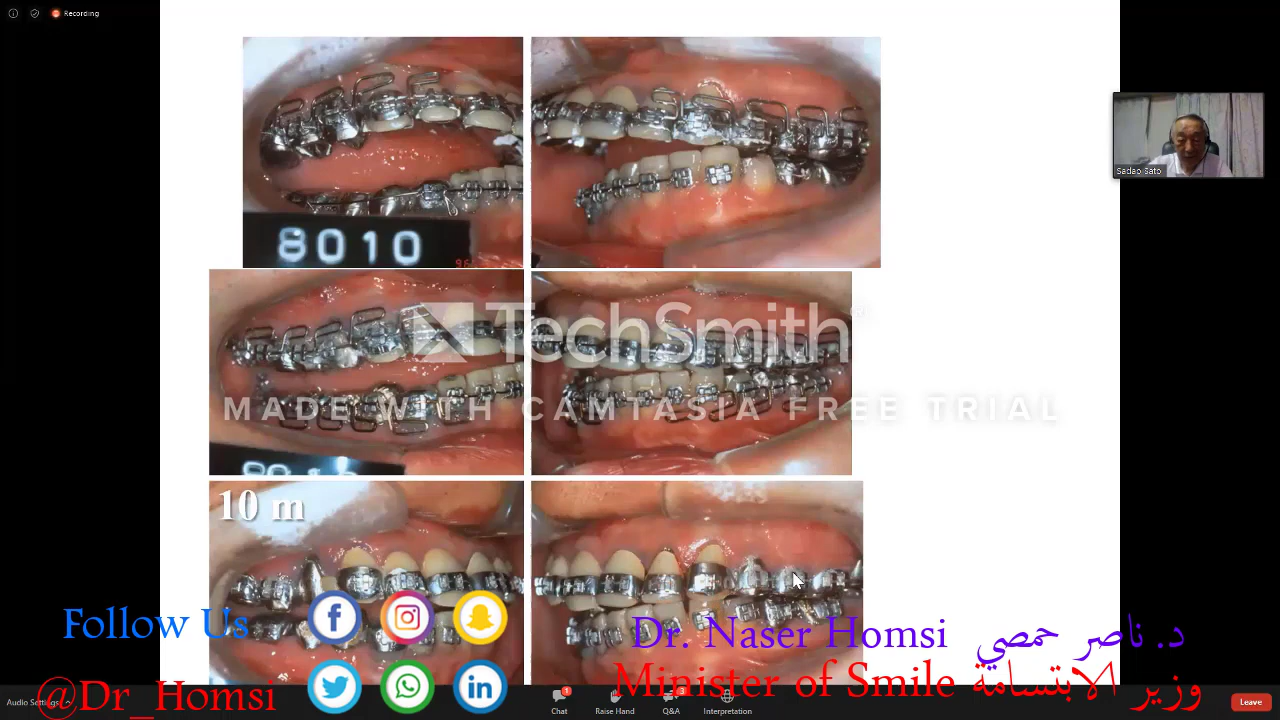 Recording
8010
Sadao Sato
TechSmith
MADE WITH CAMTASIA FREE TRIAL
10 m
Follow Us
@Dr_Homsi
Dr. Naser Homsi د. ناصر حمصي
Minister of Smile وزير الابتسامة
Audio Settings
Chat
Raise Hand
Q&A
Interpretation
Leave